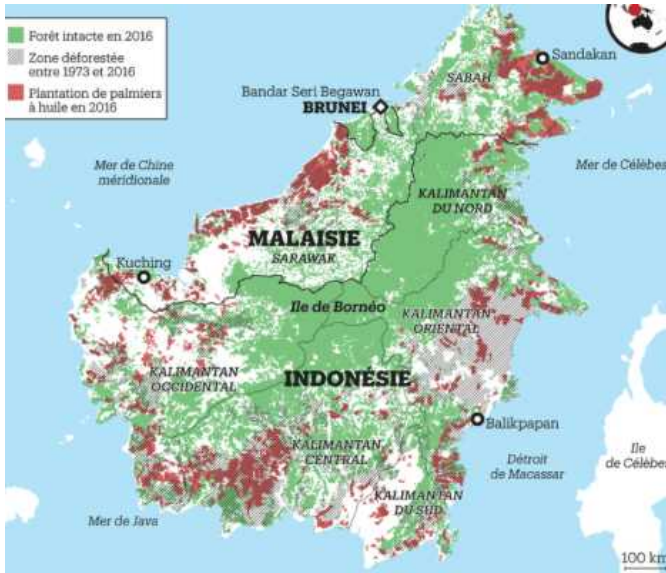 Forêt intacte en 2016
Zone déforestée
entre 1973 et 2016
Plantation de palmiers
à huile en 2016
Sandakan
SABAH
Bandar Seri Begawan
BRUNEI
Mer de Chine
méridionale
Mer de Célèbes
KALIMANTAN
DU NORD
MALAISIE
SARAWAK
Kuching
Ile de Bornéo
KALIMANTAN
ORIENTAL
KALIMANTAN
OCCIDENTAL
INDONÉSIE
Balikpapan
KALIMANTAN
CENTRAL
Ile
de Célèbes
Détroit
de Macassar
KALIMANTAN
DU SUD
Mer de Java
100 km